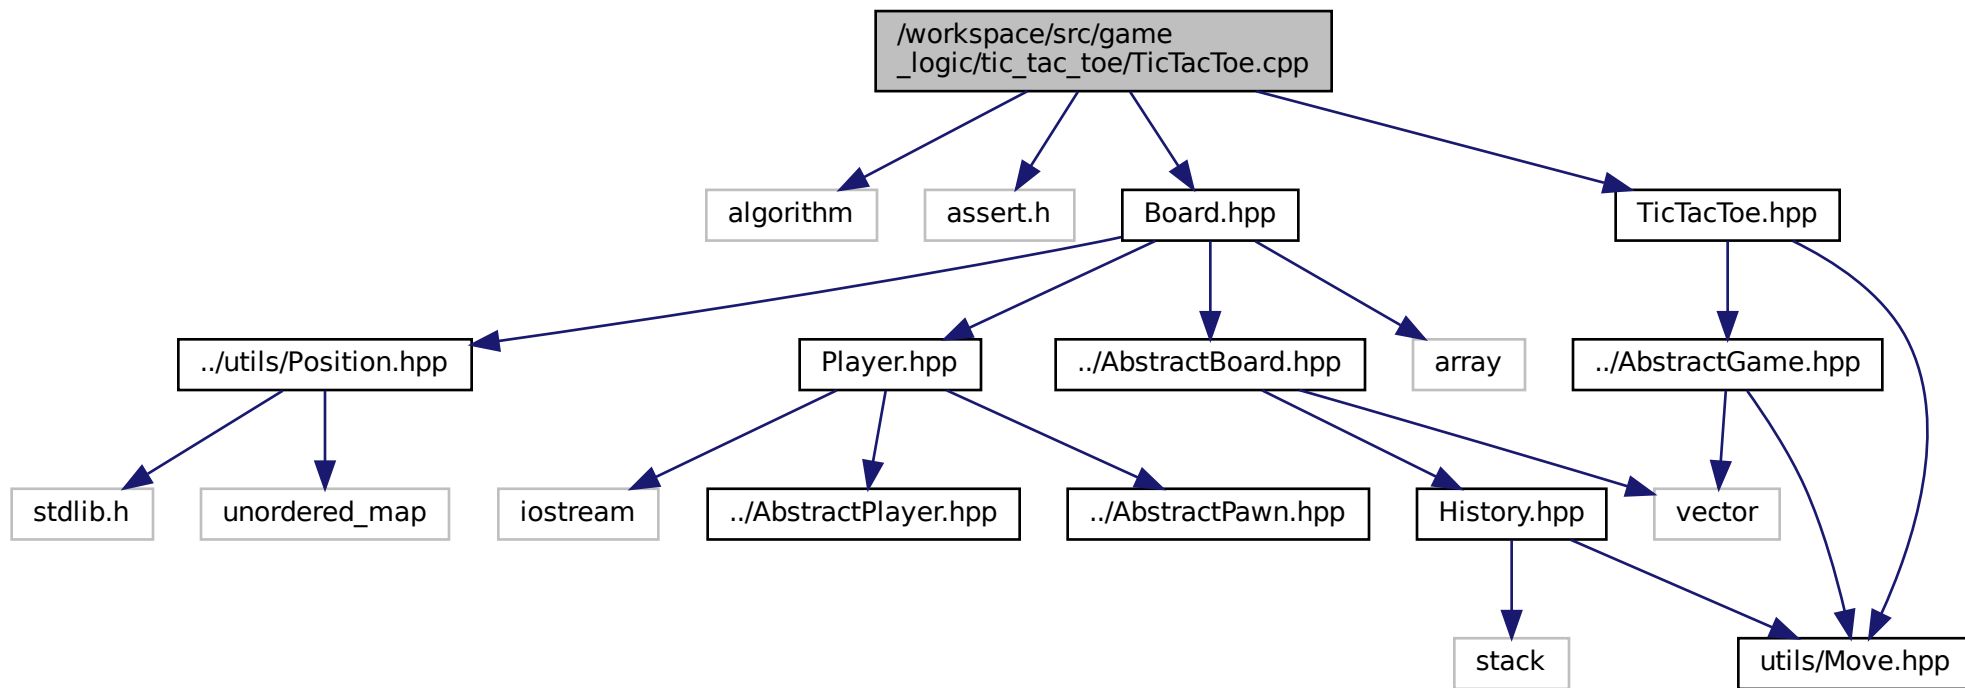 /workspace/src/game
_logic/tic_tac_toe/TicTacToe.cpp
algorithm
assert.h
Board.hpp
TicTacToe.hpp
../utils/Position.hpp
Player.hpp
../AbstractBoard.hpp
array
../AbstractGame.hpp
stdlib.h
unordered_map
iostream
../AbstractPlayer.hpp
../AbstractPawn.hpp
History.hpp
vector
stack
utils/Move.hpp